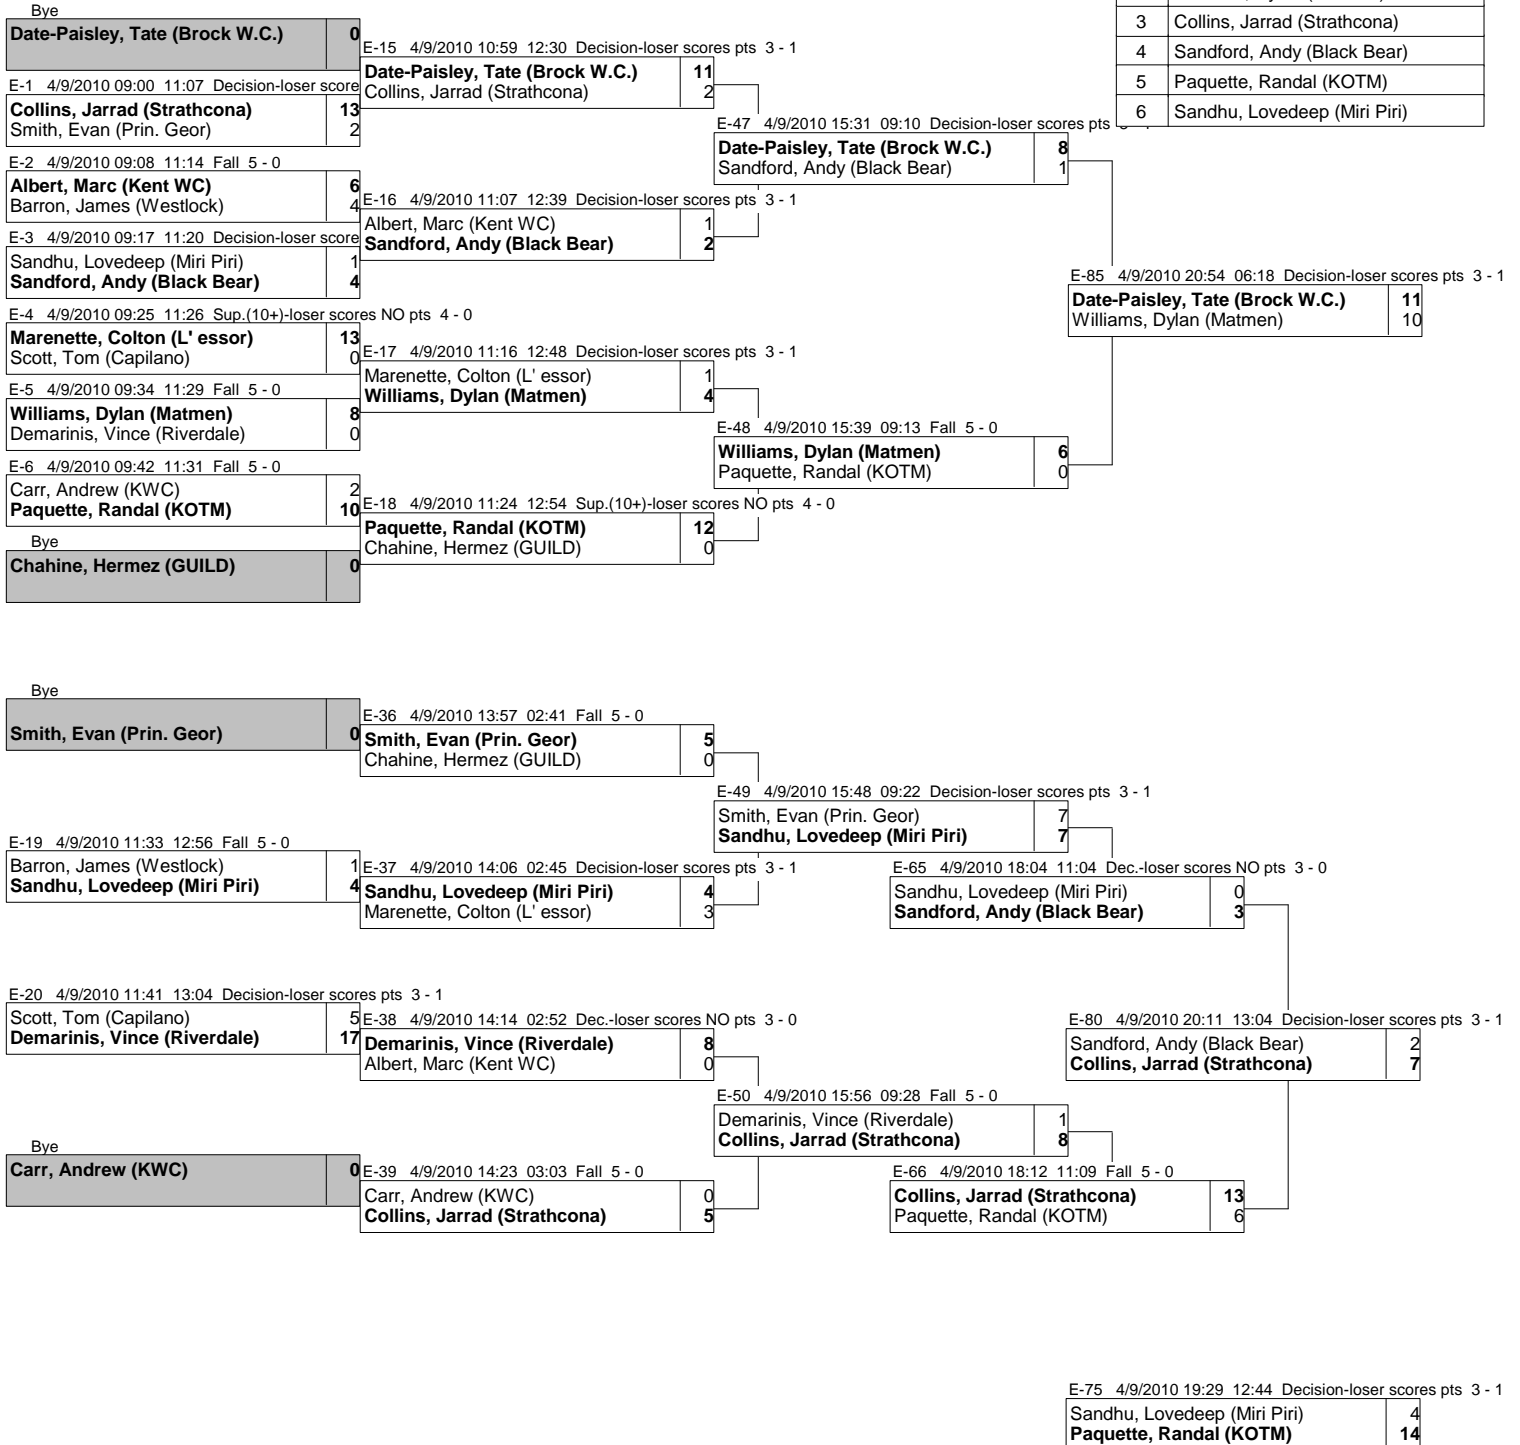 Bye
Date-Paisley, Tate (Brock W.C.) 0
E-1 4/9/2010 09:00 11:07 Decision-loser score
Collins, Jarrad (Strathcona) 13
Smith, Evan (Prin. Geor) 2
E-2 4/9/2010 09:08 11:14 Fall 5 - 0
Albert, Marc (Kent WC) 6
Barron, James (Westlock) 4
E-3 4/9/2010 09:17 11:20 Decision-loser score
Sandhu, Lovedeep (Miri Piri) 1
Sandford, Andy (Black Bear) 4
E-4 4/9/2010 09:25 11:26 Sup.(10+)-loser scores NO pts 4 - 0
Marenette, Colton (L' essor) 13
Scott, Tom (Capilano) 0
E-5 4/9/2010 09:34 11:29 Fall 5 - 0
Williams, Dylan (Matmen) 8
Demarinis, Vince (Riverdale) 0
E-6 4/9/2010 09:42 11:31 Fall 5 - 0
Carr, Andrew (KWC) 2
Paquette, Randal (KOTM) 10
Bye
Chahine, Hermez (GUILD) 0
E-15 4/9/2010 10:59 12:30 Decision-loser scores pts 3 - 1
Date-Paisley, Tate (Brock W.C.) 11
Collins, Jarrad (Strathcona) 2
E-16 4/9/2010 11:07 12:39 Decision-loser scores pts 3 - 1
Albert, Marc (Kent WC) 1
Sandford, Andy (Black Bear) 2
E-17 4/9/2010 11:16 12:48 Decision-loser scores pts 3 - 1
Marenette, Colton (L' essor) 1
Williams, Dylan (Matmen) 4
E-18 4/9/2010 11:24 12:54 Sup.(10+)-loser scores NO pts 4 - 0
Paquette, Randal (KOTM) 12
Chahine, Hermez (GUILD) 0
E-47 4/9/2010 15:31 09:10 Decision-loser scores pts
Date-Paisley, Tate (Brock W.C.) 8
Sandford, Andy (Black Bear) 1
E-48 4/9/2010 15:39 09:13 Fall 5 - 0
Williams, Dylan (Matmen) 6
Paquette, Randal (KOTM) 0
3 Collins, Jarrad (Strathcona)
4 Sandford, Andy (Black Bear)
5 Paquette, Randal (KOTM)
6 Sandhu, Lovedeep (Miri Piri)
E-85 4/9/2010 20:54 06:18 Decision-loser scores pts 3 - 1
Date-Paisley, Tate (Brock W.C.) 11
Williams, Dylan (Matmen) 10
Bye
Smith, Evan (Prin. Geor) 0
E-19 4/9/2010 11:33 12:56 Fall 5 - 0
Barron, James (Westlock) 1
Sandhu, Lovedeep (Miri Piri) 4
E-20 4/9/2010 11:41 13:04 Decision-loser scores pts 3 - 1
Scott, Tom (Capilano) 5
Demarinis, Vince (Riverdale) 17
Bye
Carr, Andrew (KWC) 0
E-36 4/9/2010 13:57 02:41 Fall 5 - 0
Smith, Evan (Prin. Geor) 5
Chahine, Hermez (GUILD) 0
E-37 4/9/2010 14:06 02:45 Decision-loser scores pts 3 - 1
Sandhu, Lovedeep (Miri Piri) 4
Marenette, Colton (L' essor) 3
E-38 4/9/2010 14:14 02:52 Dec.-loser scores NO pts 3 - 0
Demarinis, Vince (Riverdale) 8
Albert, Marc (Kent WC) 0
E-39 4/9/2010 14:23 03:03 Fall 5 - 0
Carr, Andrew (KWC) 0
Collins, Jarrad (Strathcona) 5
E-49 4/9/2010 15:48 09:22 Decision-loser scores pts 3 - 1
Smith, Evan (Prin. Geor) 7
Sandhu, Lovedeep (Miri Piri) 7
E-50 4/9/2010 15:56 09:28 Fall 5 - 0
Demarinis, Vince (Riverdale) 1
Collins, Jarrad (Strathcona) 8
E-65 4/9/2010 18:04 11:04 Dec.-loser scores NO pts 3 - 0
Sandhu, Lovedeep (Miri Piri) 0
Sandford, Andy (Black Bear) 3
E-66 4/9/2010 18:12 11:09 Fall 5 - 0
Collins, Jarrad (Strathcona) 13
Paquette, Randal (KOTM) 6
E-80 4/9/2010 20:11 13:04 Decision-loser scores pts 3 - 1
Sandford, Andy (Black Bear) 2
Collins, Jarrad (Strathcona) 7
E-75 4/9/2010 19:29 12:44 Decision-loser scores pts 3 - 1
Sandhu, Lovedeep (Miri Piri) 4
Paquette, Randal (KOTM) 14